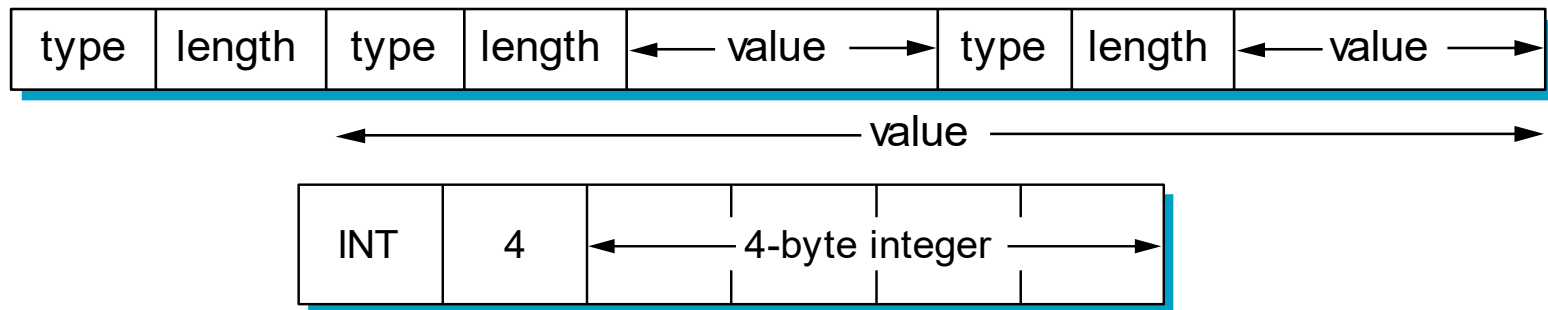 type length type length value type length value
value
INT 4 4-byte integer